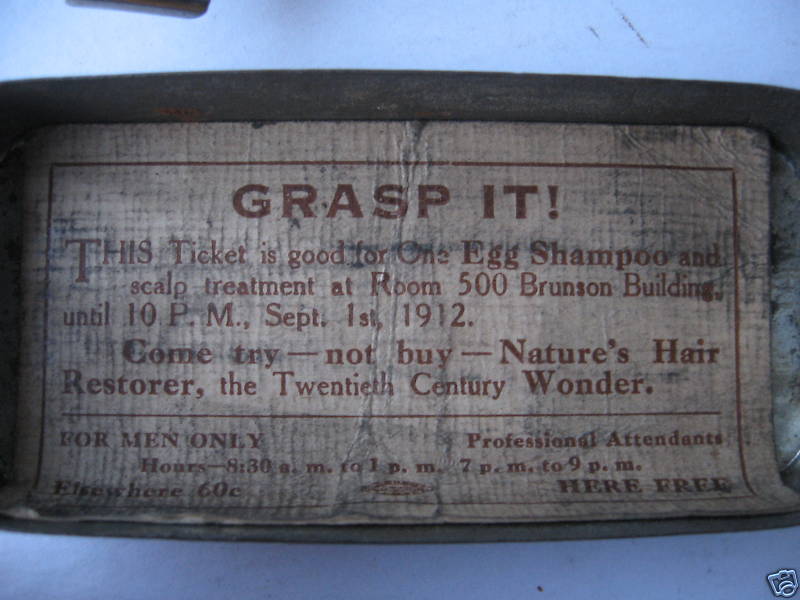 GRASP IT!
THIS Ticket is good for One Egg Shampoo and
scalp treatment at Room 500 Brunson Building,
until 10 P. M., Sept. 1st, 1912.
Come try — not buy — Nature's Hair
Restorer, the Twentieth Century Wonder.
FOR MEN ONLY Professional Attendants
Hours—8:30 a. m. to 1 p. m. 7 p. m. to 9 p. m.
Elsewhere 60c HERE FREE